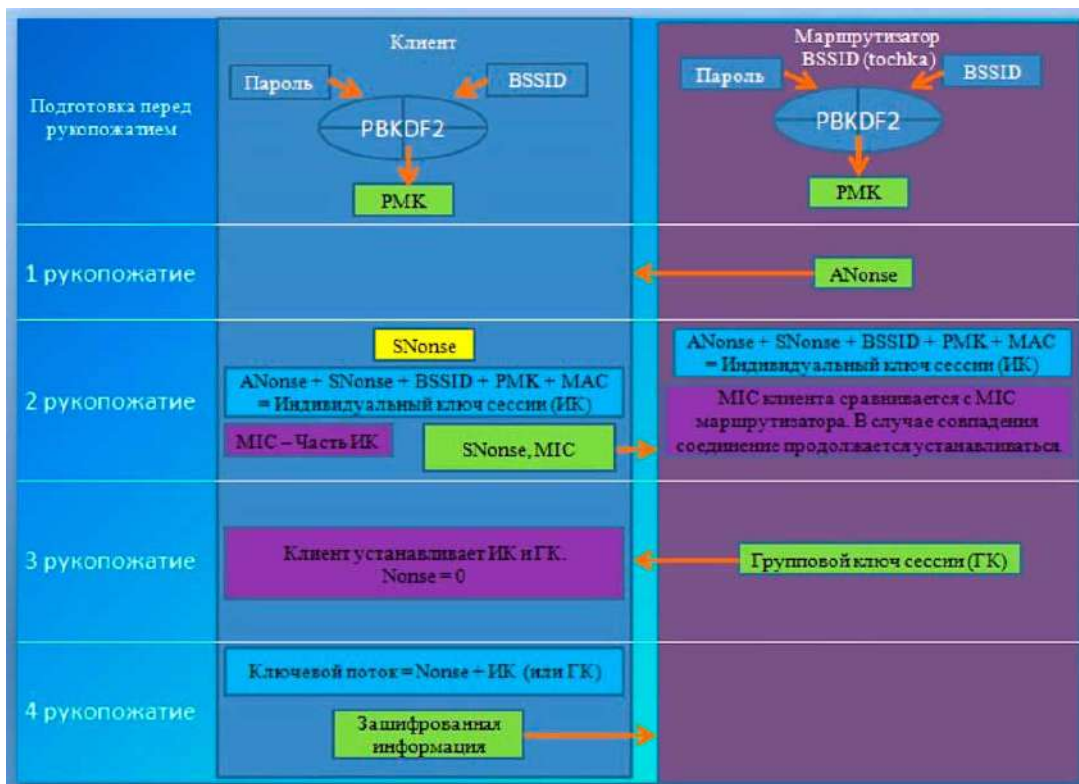 Подготовка перед
рукопожатием
Клиент
Пароль
BSSID
PBKDF2
PMK
Маршрутизатор
BSSID (tochka)
Пароль
BSSID
PBKDF2
PMK
1 рукопожатие
ANonse
2 рукопожатие
SNonse
ANonse + SNonse + BSSID + PMK + MAC
= Индивидуальный ключ сессии (ИК)
MIC – Часть ИК
SNonse, MIC
ANonse + SNonse + BSSID + PMK + MAC
= Индивидуальный ключ сессии (ИК)
MIC клиента сравнивается с MIC
маршрутизатора. В случае совпадения
соединение продолжается устанавливаться.
3 рукопожатие
Клиент устанавливает ИК и ГК.
Nonse = 0
Групповой ключ сессии (ГК)
4 рукопожатие
Ключевой поток = Nonse + ИК (или ГК)
Зашифрованная
информация